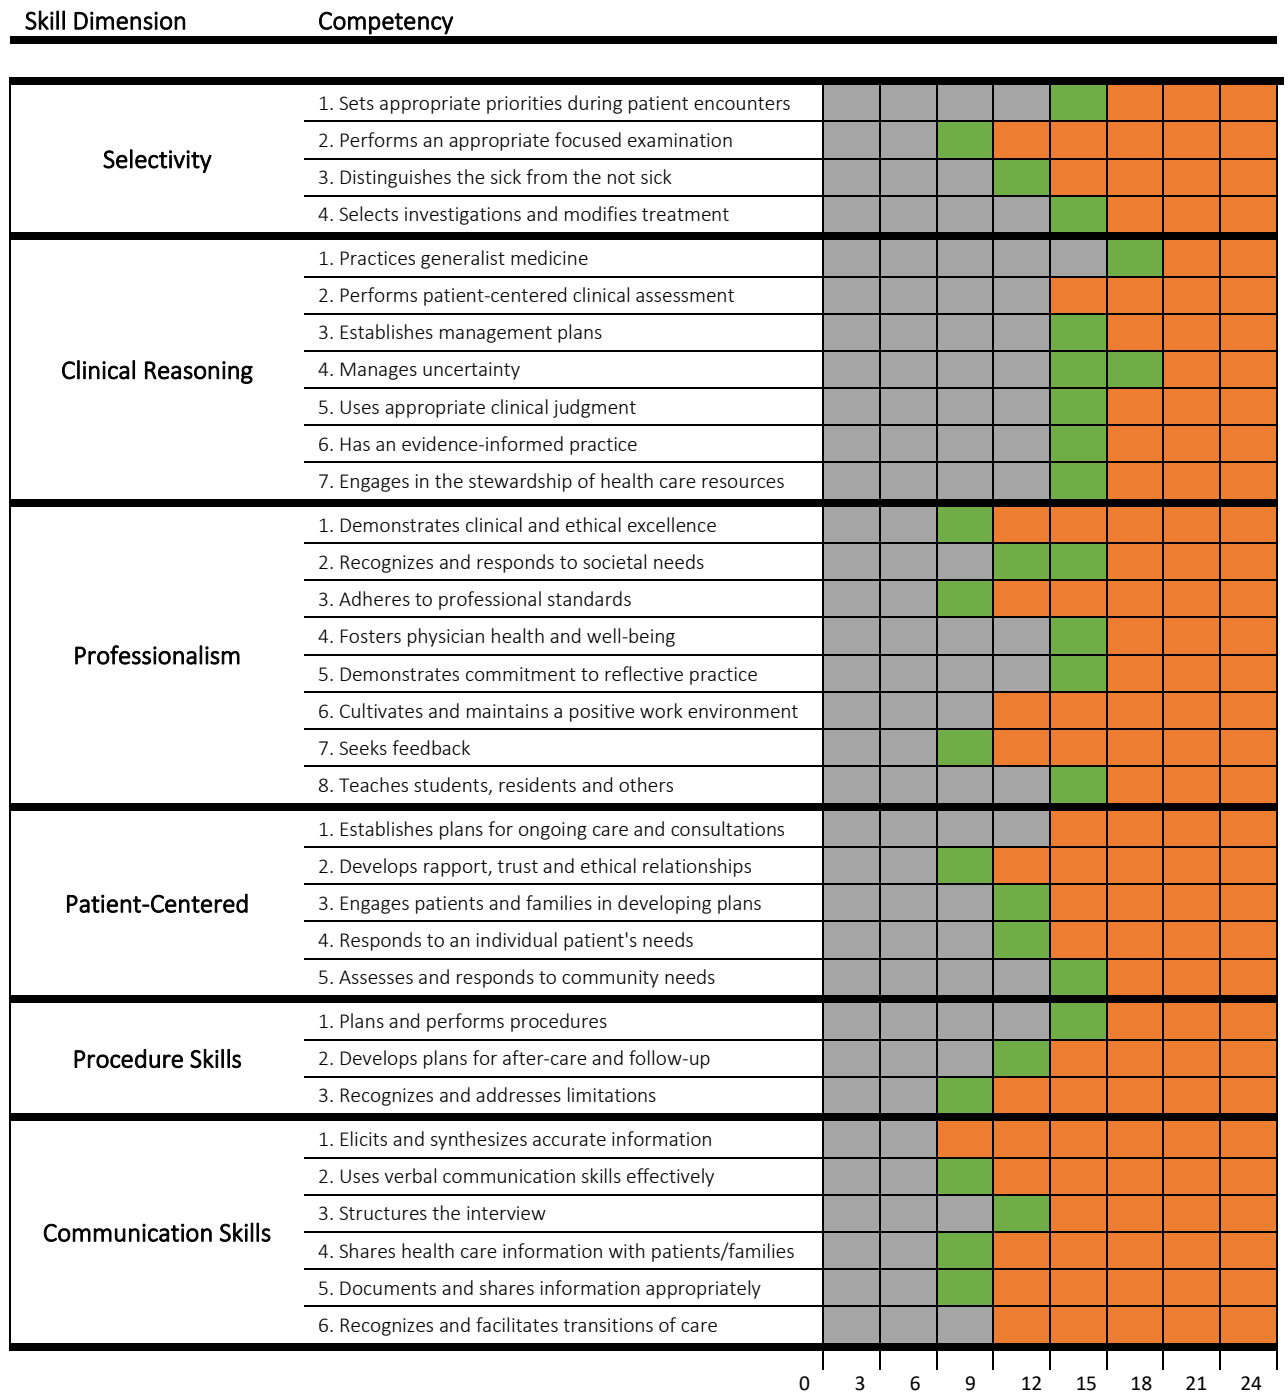 Skill Dimension Competency
Selectivity
1. Sets appropriate priorities during patient encounters
2. Performs an appropriate focused examination
3. Distinguishes the sick from the not sick
4. Selects investigations and modifies treatment
Clinical Reasoning
1. Practices generalist medicine
2. Performs patient-centered clinical assessment
3. Establishes management plans
4. Manages uncertainty
5. Uses appropriate clinical judgment
6. Has an evidence-informed practice
7. Engages in the stewardship of health care resources
Professionalism
1. Demonstrates clinical and ethical excellence
2. Recognizes and responds to societal needs
3. Adheres to professional standards
4. Fosters physician health and well-being
5. Demonstrates commitment to reflective practice
6. Cultivates and maintains a positive work environment
7. Seeks feedback
8. Teaches students, residents and others
Patient-Centered
1. Establishes plans for ongoing care and consultations
2. Develops rapport, trust and ethical relationships
3. Engages patients and families in developing plans
4. Responds to an individual patient's needs
5. Assesses and responds to community needs
Procedure Skills
1. Plans and performs procedures
2. Develops plans for after-care and follow-up
3. Recognizes and addresses limitations
Communication Skills
1. Elicits and synthesizes accurate information
2. Uses verbal communication skills effectively
3. Structures the interview
4. Shares health care information with patients/families
5. Documents and shares information appropriately
6. Recognizes and facilitates transitions of care
0 3 6 9 12 15 18 21 24